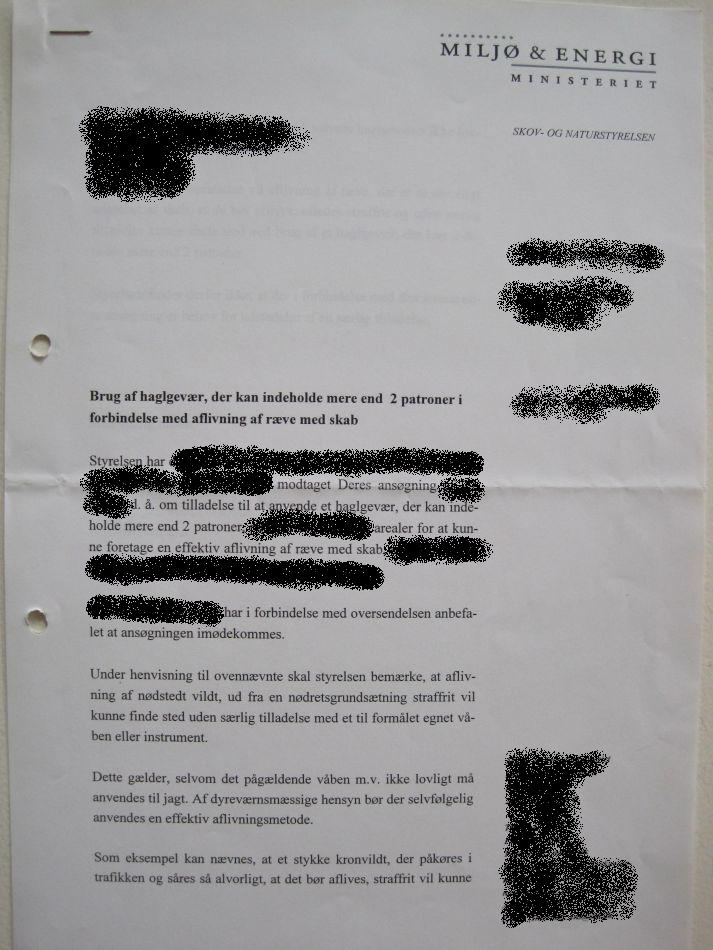 MILJØ & ENERGI
MINISTERIET
SKOV- OG NATURSTYRELSEN
Brug af haglgevær, der kan indeholde mere end 2 patroner i
forbindelse med aflivning af ræve med skab
Styrelsen har
modtaget Deres ansøgning
d. å. om tilladelse til at anvende et haglgevær, der kan inde-
holde mere end 2 patroner arealer for at kun-
ne foretage en effektiv aflivning af ræve med skab
har i forbindelse med oversendelsen anbefa-
let at ansøgningen imødekommes.
Under henvisning til ovennævnte skal styrelsen bemærke, at afliv-
ning af nødstedt vildt, ud fra en nødretsgrundsætning straffrit vil
kunne finde sted uden særlig tilladelse med et til formålet egnet vå-
ben eller instrument.
Dette gælder, selvom det pågældende våben m.v. ikke lovligt må
anvendes til jagt. Af dyreværnsmæssige hensyn bør der selvfølgelig
anvendes en effektiv aflivningsmetode.
Som eksempel kan nævnes, at et stykke kronvildt, der påkøres i
trafikken og såres så alvorligt, at det bør aflives, straffrit vil kunne